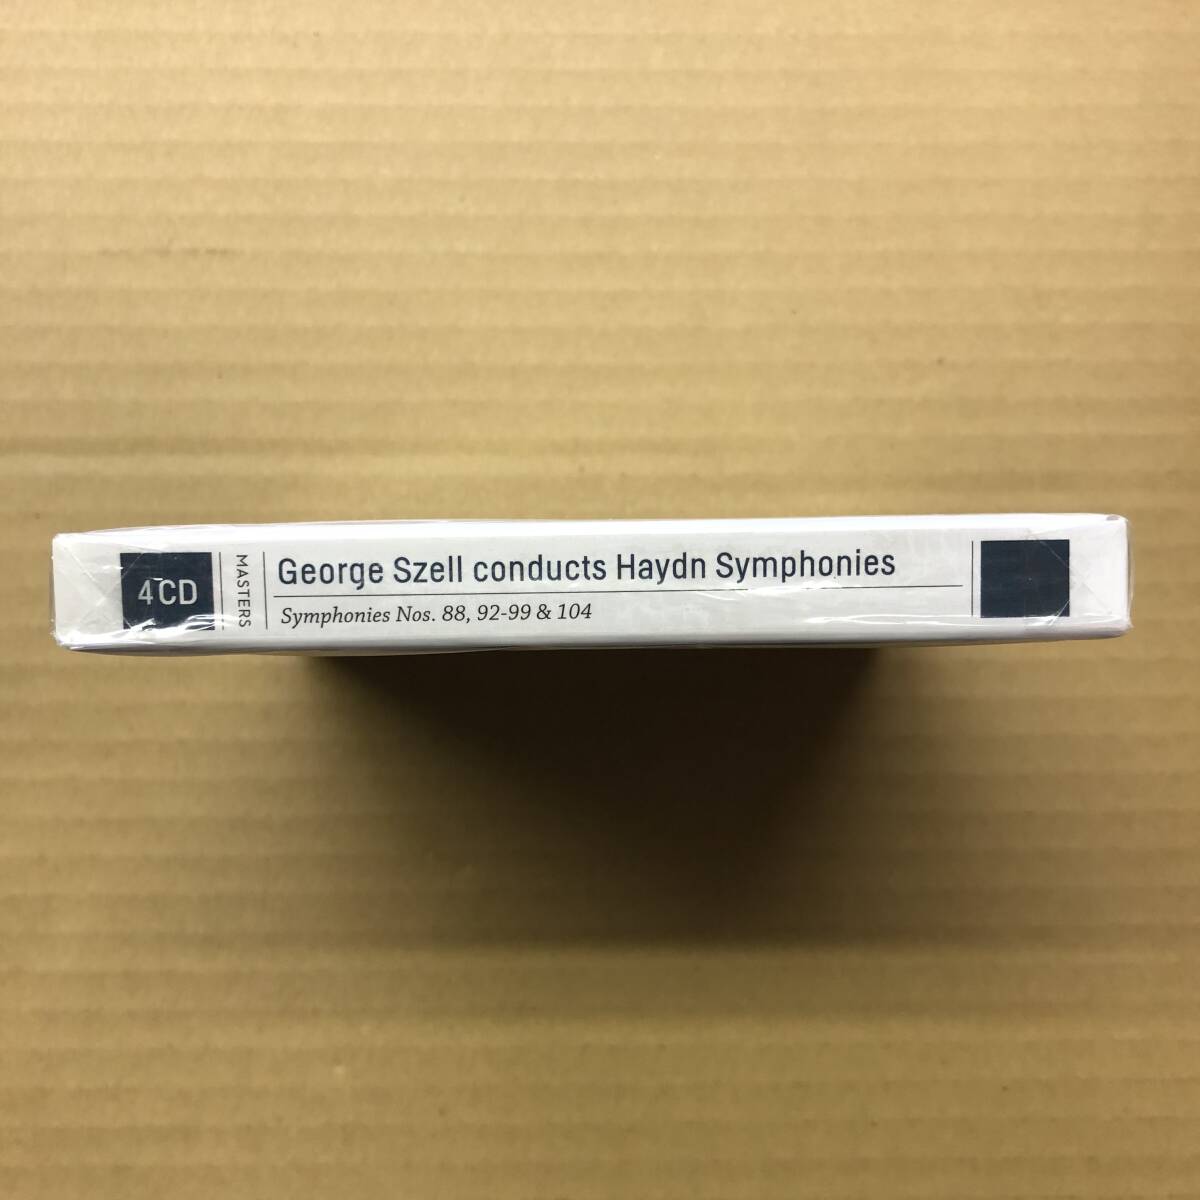 4CD
MASTERS
George Szell conducts Haydn Symphonies
Symphonies Nos. 88, 92-99 & 104